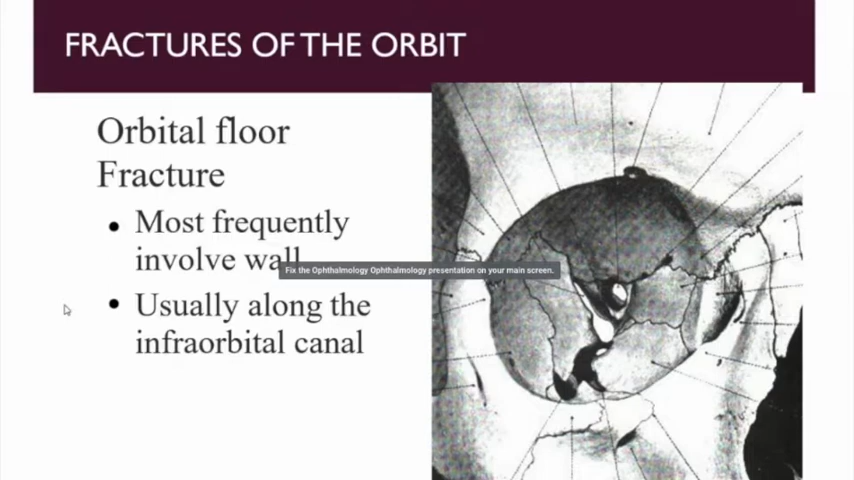 FRACTURES OF THE ORBIT
Orbital floor
Fracture
• Most frequently
involve wall
Fix the Ophthalmology Ophthalmology presentation on your main screen.
• Usually along the
infraorbital canal